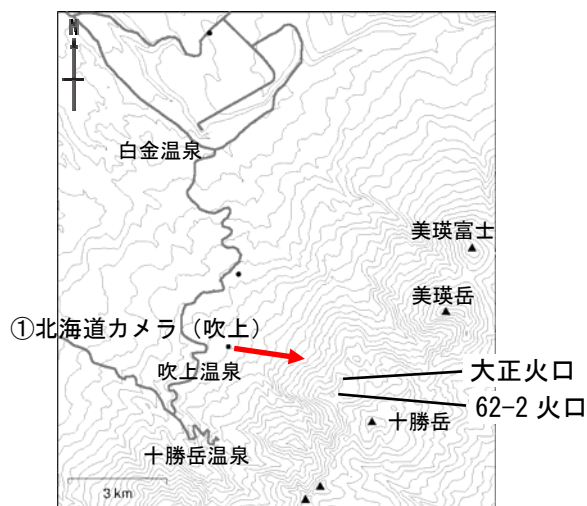 N
白金温泉
美瑛富士
美瑛岳
①北海道カメラ（吹上）
吹上温泉
大正火口
62-2 火口
十勝岳
十勝岳温泉
3 km